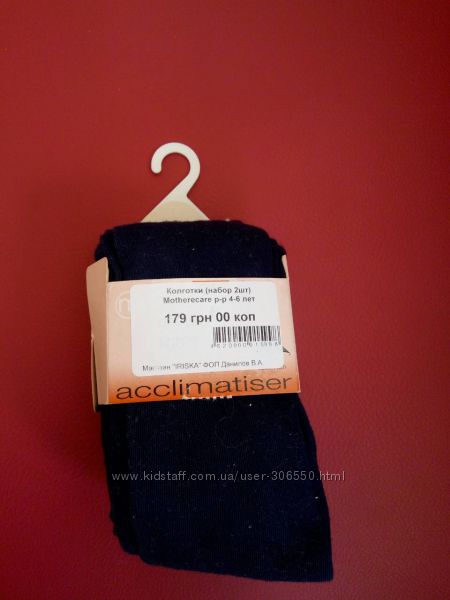 Колготки (набор 2шт)
Motherecare р-р 4-6 лет
179 грн 00 коп
Магазин "IRISKA" ФОП Данилов В.А.
acclimatiser
www.kidstaff.com.ua/user-306550.html